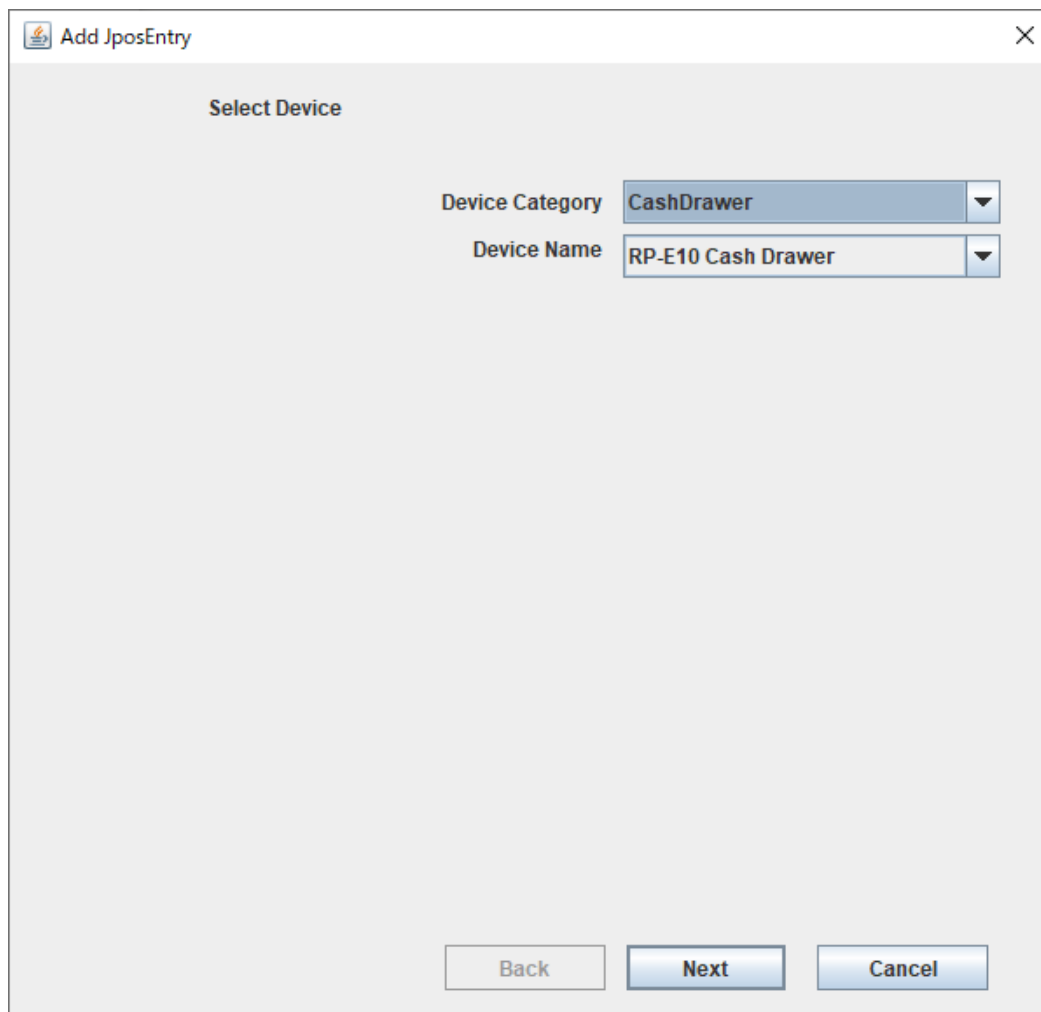 Add JposEntry
Select Device
Device Category CashDrawer
Device Name RP-E10 Cash Drawer
Back Next Cancel